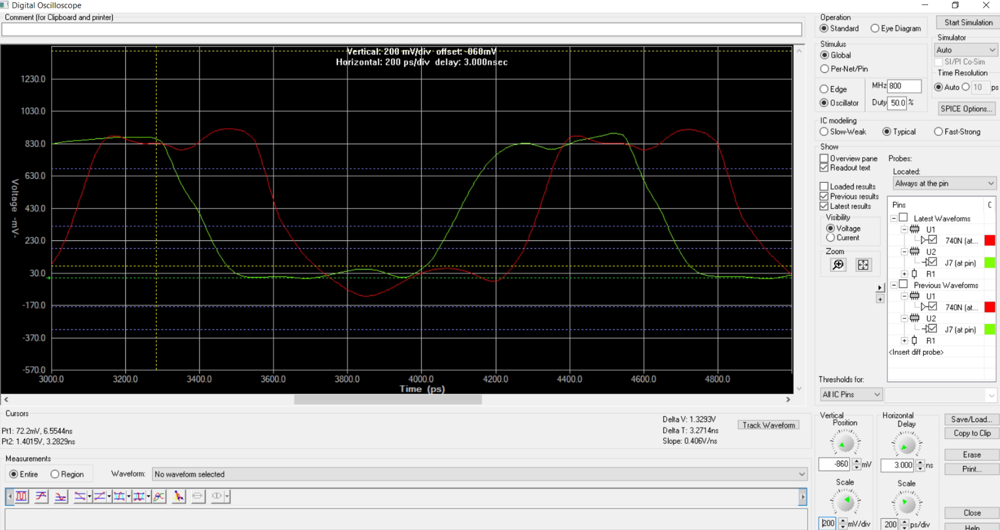 Digital Oscilloscope
Comment (for Clipboard and printer)
Vertical: 200 mV/div offset: -860mV
Horizontal: 200 ps/div delay: 3.000nsec
1230.0
1030.0
830.0
630.0
430.0
230.0
30.0
-170.0
-370.0
-570.0
Voltage -mV-
3000.0 3200.0 3400.0 3600.0 3800.0 4000.0 4200.0 4400.0 4600.0 4800.0
Time (ps)
Operation
Standard Eye Diagram
Stimulus
Global
Per-Net/Pin
Edge
Oscillator
MHz 800
Duty 50.0 %
IC modeling
Slow-Weak Typical Fast-Strong
Start Simulation
Simulator
Auto
SI/PI Co-Sim
Time Resolution
Auto 10 ps
SPICE Options...
Show
Overview pane
Readout text
Loaded results
Previous results
Latest results
Visibility
Voltage
Current
Zoom
Probes:
Located:
Always at the pin
Pins C
Latest Waveforms
U1
740N (at...
U2
J7 (at pin)
R1
Previous Waveforms
U1
740N (at...
U2
J7 (at pin)
R1
<Insert diff probe>
Thresholds for:
All IC Pins
Cursors
Pt1: 72.2mV, 6.5544ns
Pt2: 1.4015V, 3.2829ns
Delta V: 1.3293V
Delta T: 3.2714ns
Slope: 0.406V/ns
Track Waveform
Measurements
Entire Region
Waveform: No waveform selected
Vertical
Position
-860 mV
Scale
200 mV/div
Horizontal
Delay
3.000 ns
Scale
200 ps/div
Save/Load...
Copy to Clip
Erase
Print...
Close
Help